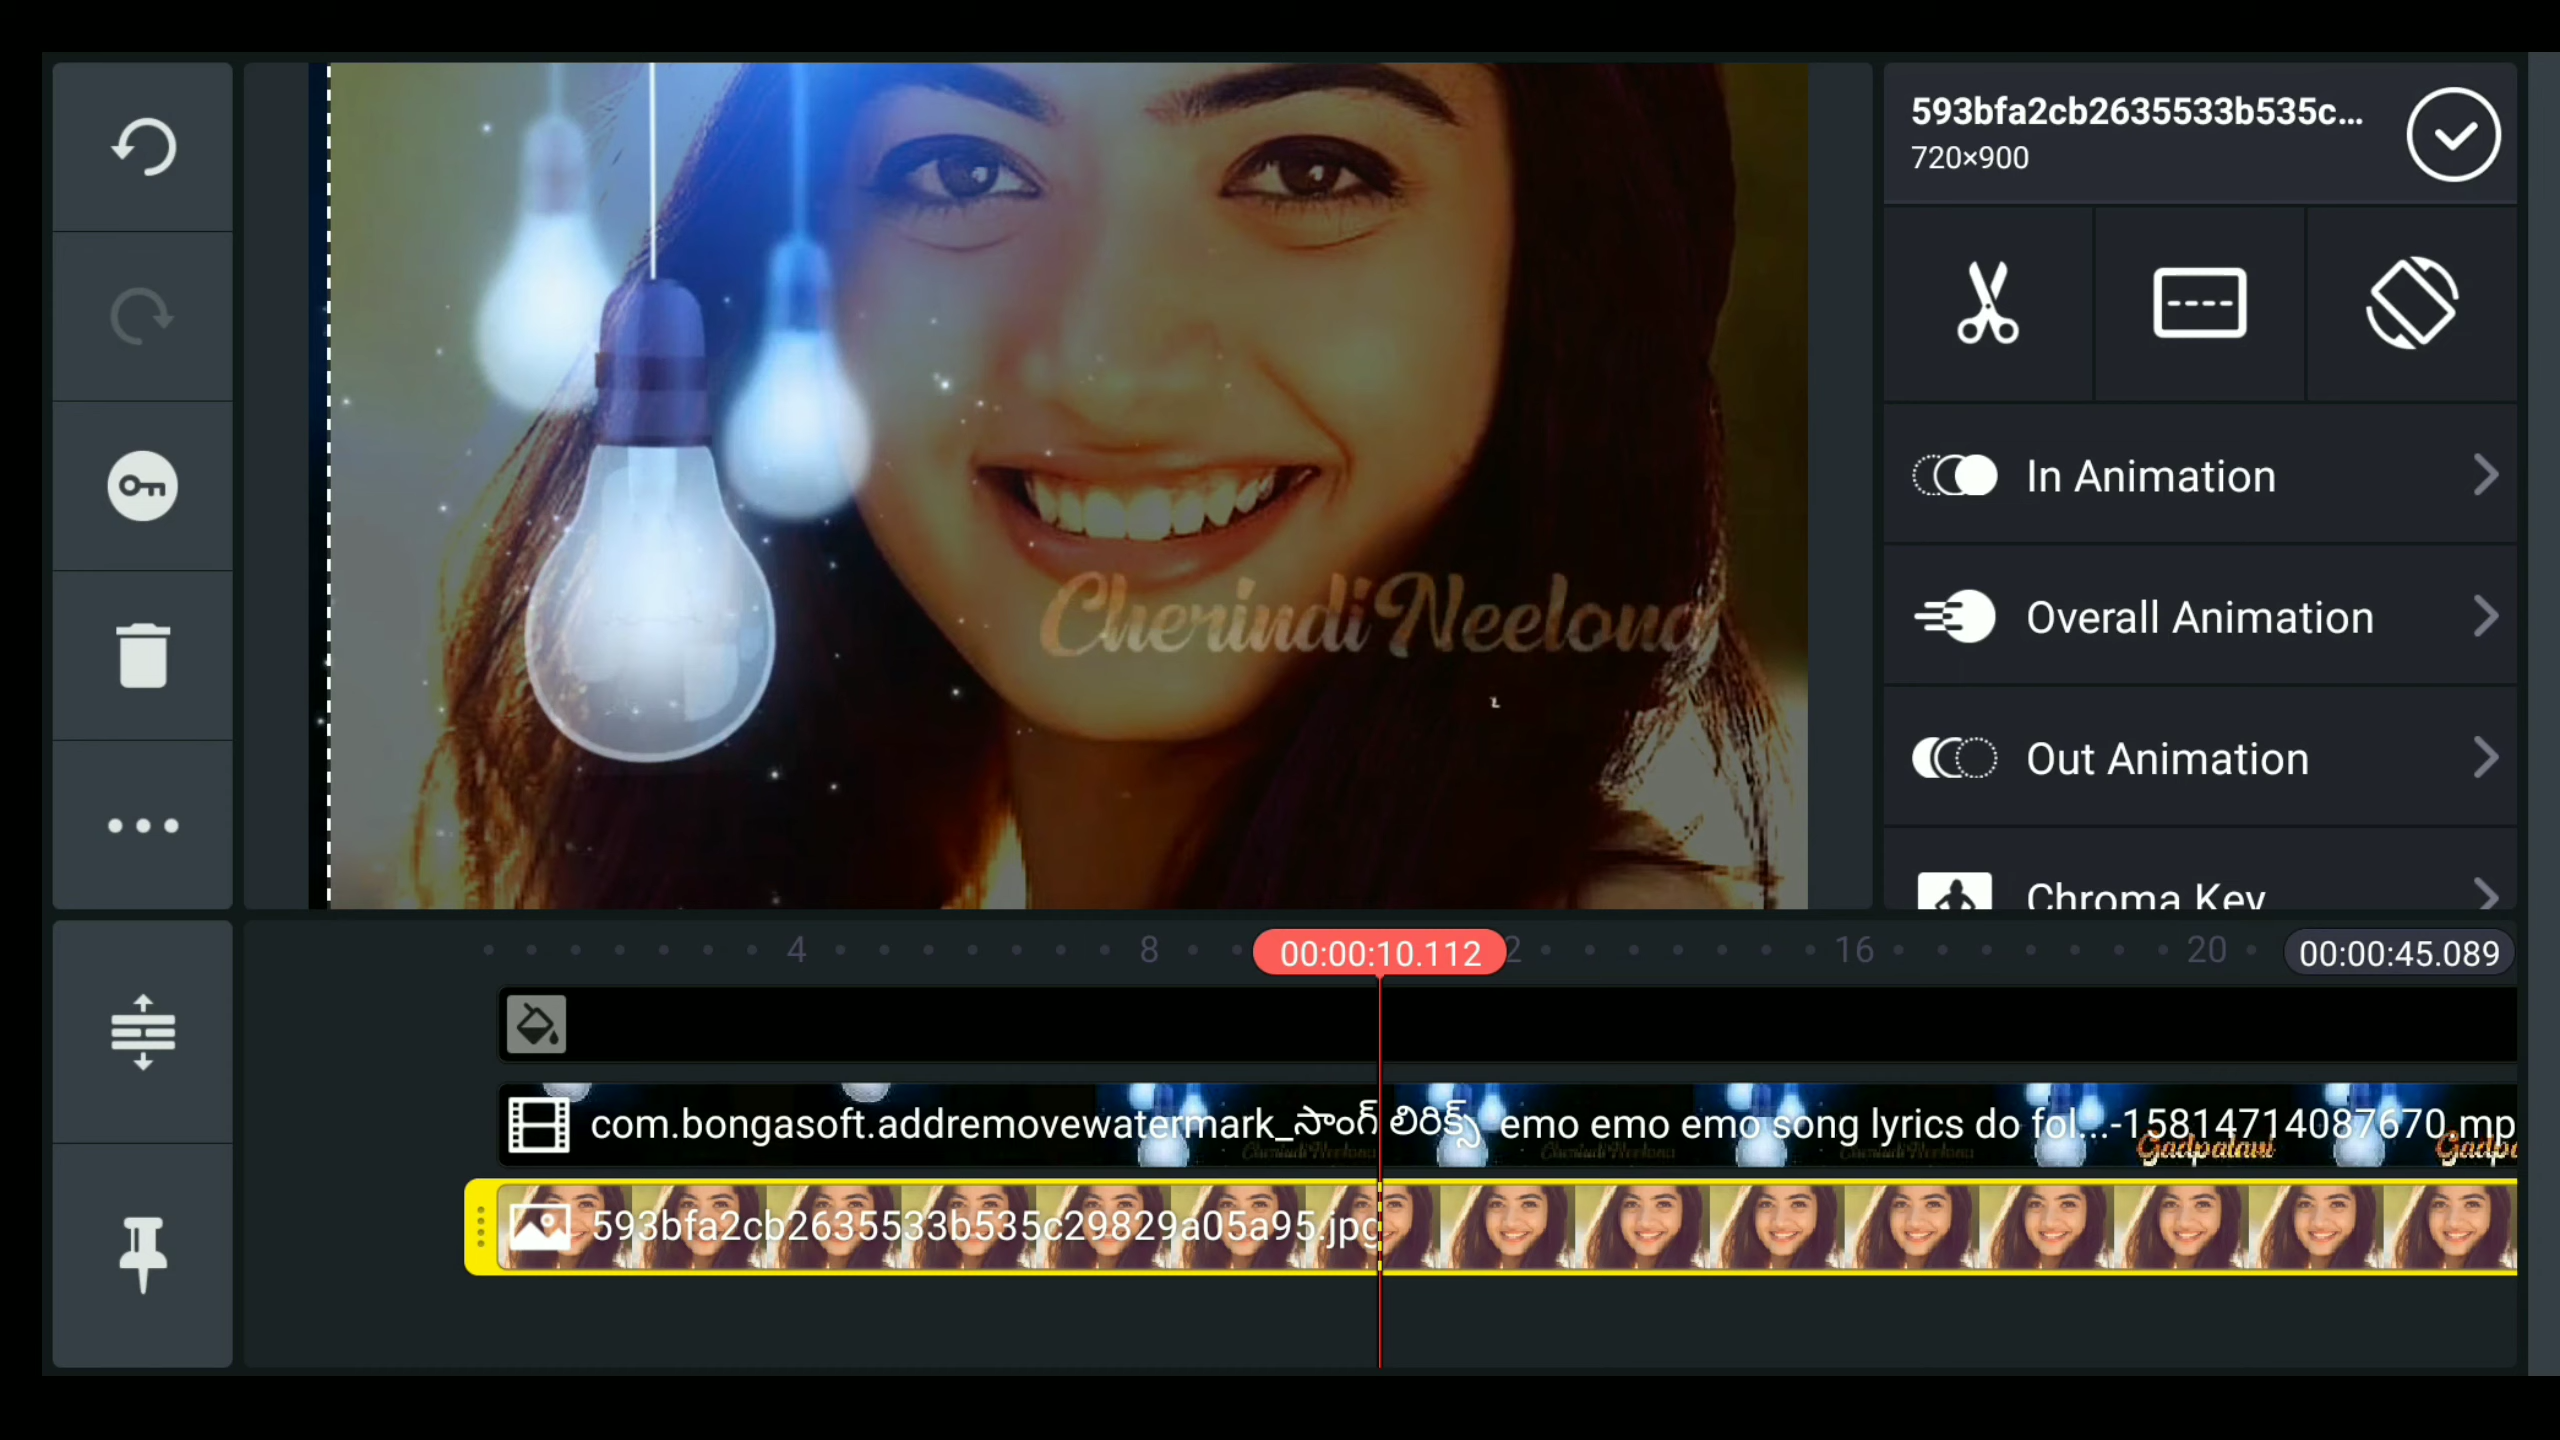 593bfa2cb2635533b535c...
720×900
In Animation
Overall Animation
Out Animation
Chroma Key
Cherindi Neelona
4
8
00:00:10.112
2
16
20
00:00:45.089
com.bongasoft.addremovewatermark_సాంగ్ లిరిక్స్ emo emo emo song lyrics do fol...-15814714087670.mp
593bfa2cb2635533b535c29829a05a95.jpg